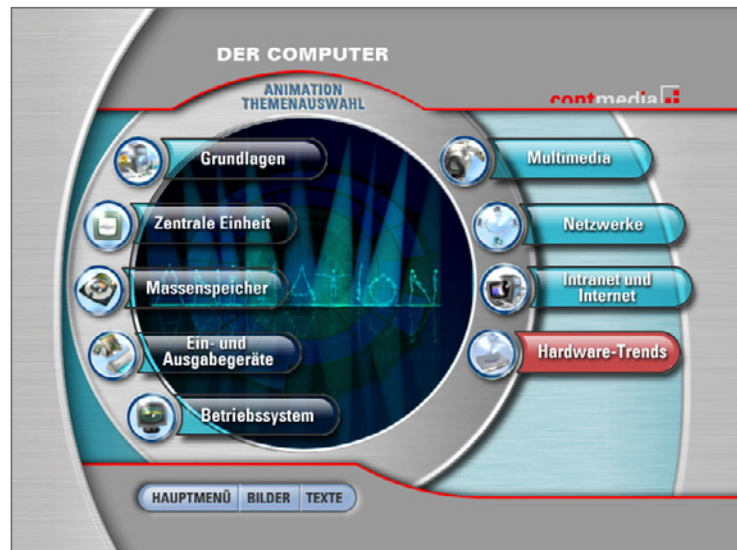 DER COMPUTER
ANIMATION
THEMENAUSWAHL
contmedia
Grundlagen
Zentrale Einheit
Massenspeicher
Ein- und
Ausgabegeräte
Betriebssystem
ANIMATION
Multimedia
Netzwerke
Intranet und
Internet
Hardware-Trends
HAUPTMENÜ BILDER TEXTE